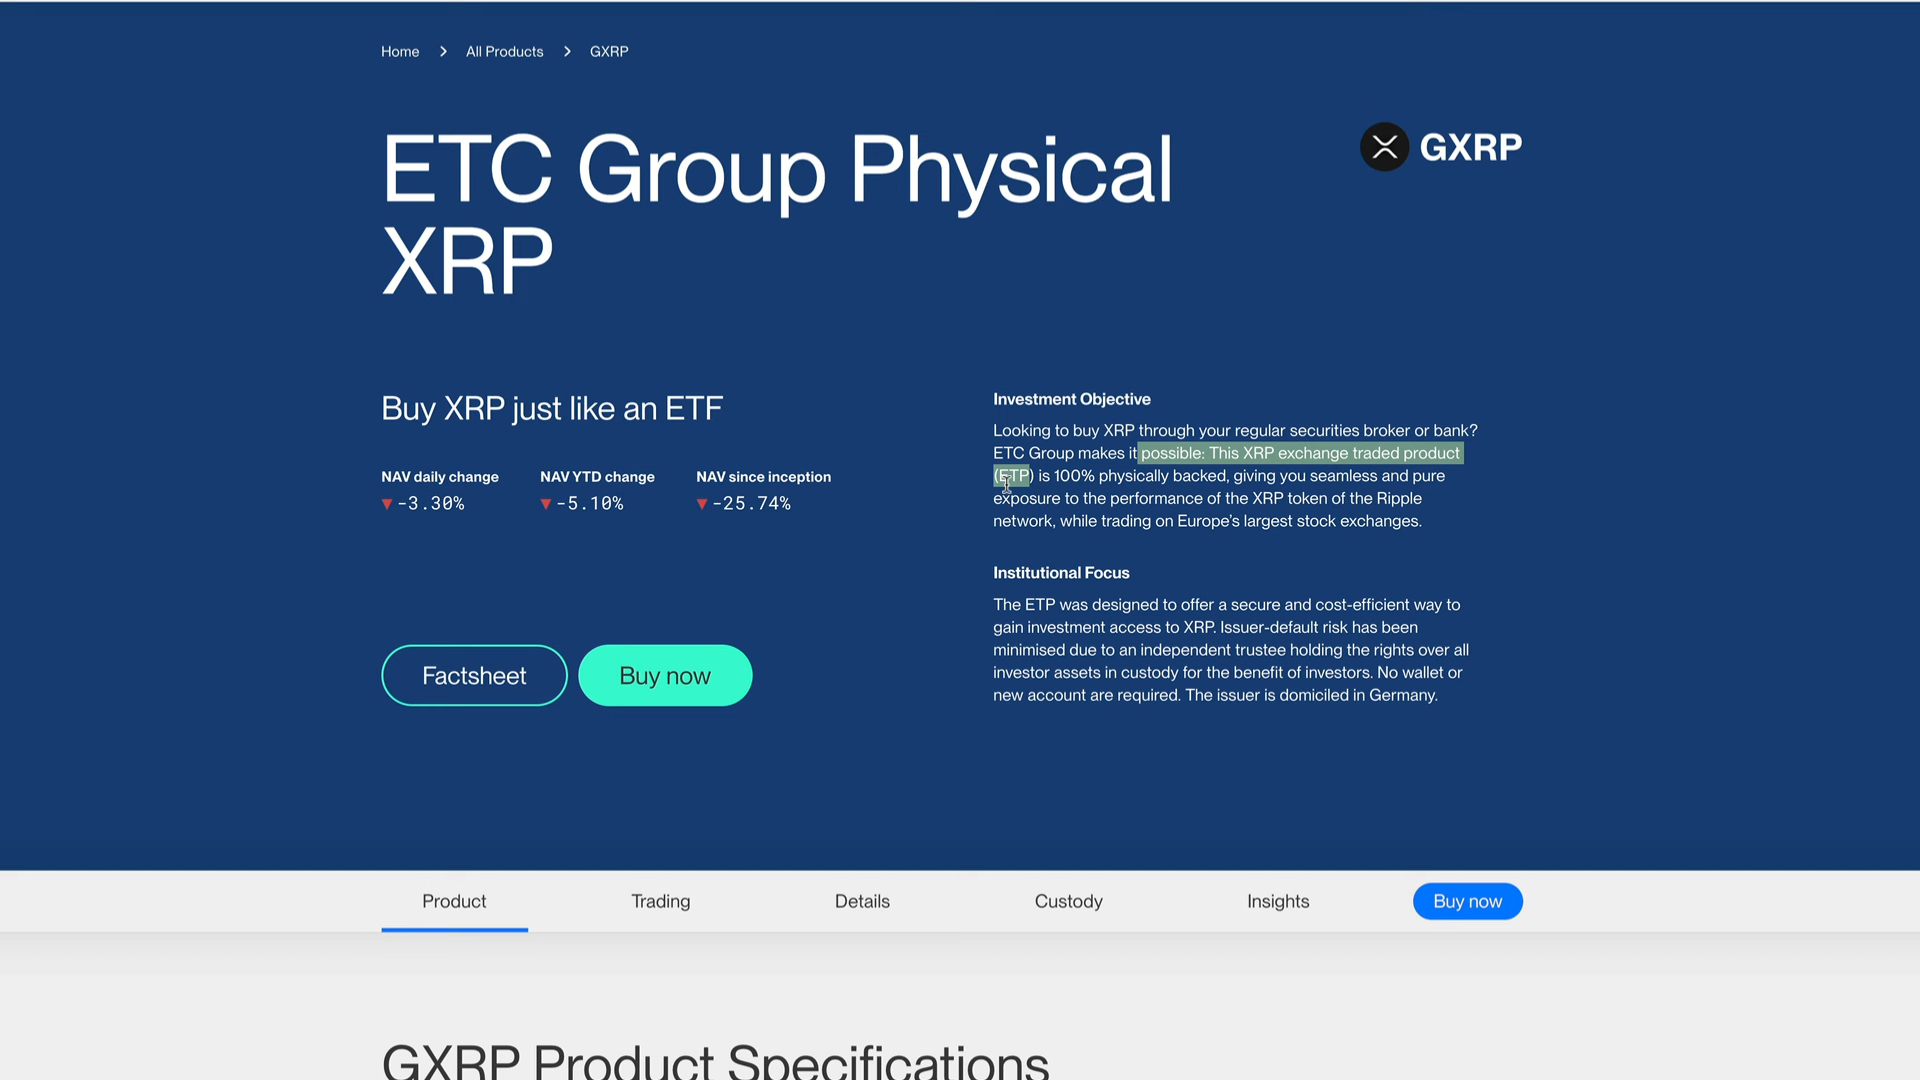 Home > All Products > GXRP
ETC Group Physical
XRP
GXRP
Buy XRP just like an ETF
NAV daily change
▼ -3.30%
NAV YTD change
▼ -5.10%
NAV since inception
▼ -25.74%
Factsheet
Buy now
Investment Objective
Looking to buy XRP through your regular securities broker or bank?
ETC Group makes it possible: This XRP exchange traded product
(ETP) is 100% physically backed, giving you seamless and pure
exposure to the performance of the XRP token of the Ripple
network, while trading on Europe’s largest stock exchanges.
Institutional Focus
The ETP was designed to offer a secure and cost-efficient way to
gain investment access to XRP. Issuer-default risk has been
minimised due to an independent trustee holding the rights over all
investor assets in custody for the benefit of investors. No wallet or
new account are required. The issuer is domiciled in Germany.
Product
Trading
Details
Custody
Insights
Buy now
GXRP Product Specifications